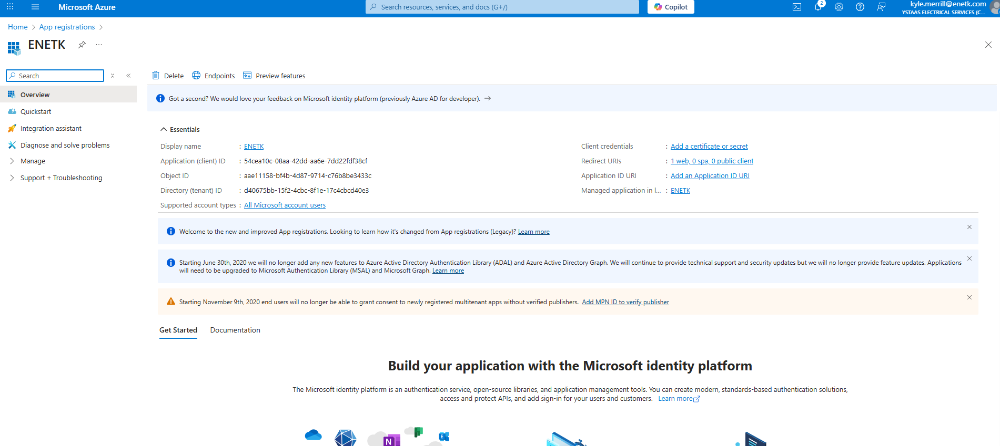 Microsoft Azure
Search resources, services, and docs (G+/)
Copilot
2
kyle.merrill@enetk.com
YSTAAS ELECTRICAL SERVICES (C...
Home > App registrations >
ENETK
...
Search
Overview
Quickstart
Integration assistant
Diagnose and solve problems
Manage
Support + Troubleshooting
Delete
Endpoints
Preview features
Got a second? We would love your feedback on Microsoft identity platform (previously Azure AD for developer). →
Essentials
Display name : ENETK
Application (client) ID : 54cea10c-08aa-42dd-aa6e-7dd22fdf38cf
Object ID : aae11158-bf4b-4d87-9714-c76b8be3433c
Directory (tenant) ID : d40675bb-15f2-4cbc-8f1e-17c4cbcd40e3
Supported account types : All Microsoft account users
Client credentials : Add a certificate or secret
Redirect URIs : 1 web, 0 spa, 0 public client
Application ID URI : Add an Application ID URI
Managed application in l... : ENETK
Welcome to the new and improved App registrations. Looking to learn how it's changed from App registrations (Legacy)? Learn more
Starting June 30th, 2020 we will no longer add any new features to Azure Active Directory Authentication Library (ADAL) and Azure Active Directory Graph. We will continue to provide technical support and security updates but we will no longer provide feature updates. Applications
will need to be upgraded to Microsoft Authentication Library (MSAL) and Microsoft Graph. Learn more
Starting November 9th, 2020 end users will no longer be able to grant consent to newly registered multitenant apps without verified publishers. Add MPN ID to verify publisher
Get Started
Documentation
Build your application with the Microsoft identity platform
The Microsoft identity platform is an authentication service, open-source libraries, and application management tools. You can create modern, standards-based authentication solutions,
access and protect APIs, and add sign-in for your users and customers. Learn more
N
E